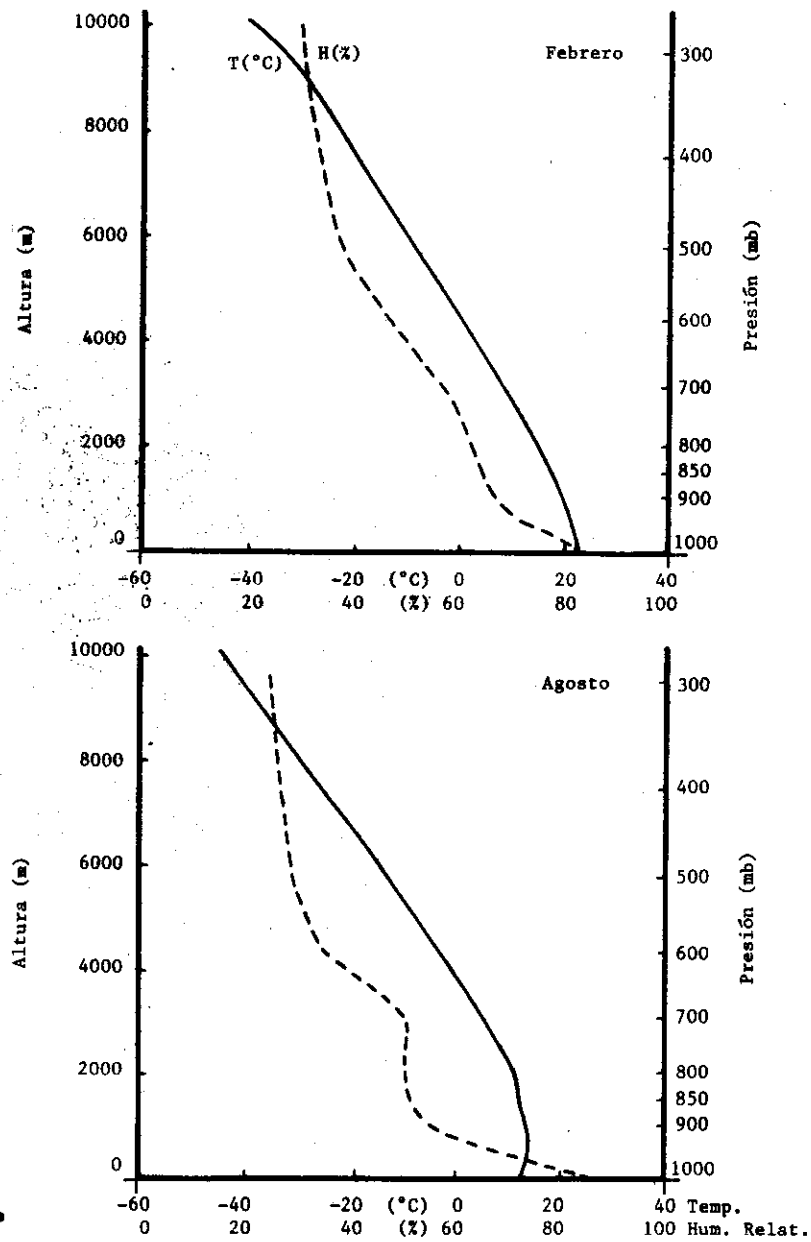 10000
8000
6000
4000
2000
0
Altura (m)
T(°C)
H(%)
Febrero
300
400
500
600
700
800
850
900
1000
Presión (mb)
-60 -40 -20 (°C) 0 20 40
0 20 40 (%) 60 80 100
10000
8000
6000
4000
2000
0
Altura (m)
Agosto
300
400
500
600
700
800
850
900
1000
Presión (mb)
-60 -40 -20 (°C) 0 20 40 Temp.
0 20 40 (%) 60 80 100 Hum. Relat.